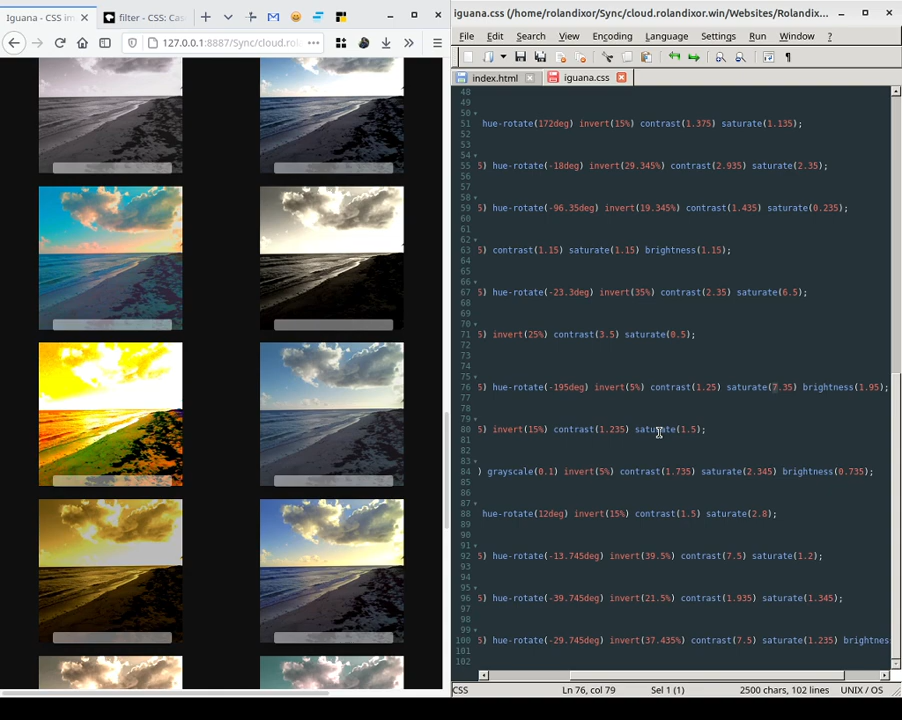 Iguana - CSS im
filter - CSS: Cas
127.0.0.1:8887/Sync/cloud.rolan
iguana.css (/home/rolandixor/Sync/cloud.rolandixor.win/Websites/Rolandix...
File Edit Search View Encoding Language Settings Run Window ?
index.html iguana.css
48
49
50
51 hue-rotate(172deg) invert(15%) contrast(1.375) saturate(1.135);
52
53
54
55 5) hue-rotate(-18deg) invert(29.345%) contrast(2.935) saturate(2.35);
56
57
58
59 5) hue-rotate(-96.35deg) invert(19.345%) contrast(1.435) saturate(0.235);
60
61
62
63 5) contrast(1.15) saturate(1.15) brightness(1.15);
64
65
66
67 5) hue-rotate(-23.3deg) invert(35%) contrast(2.35) saturate(6.5);
68
69
70
71 5) invert(25%) contrast(3.5) saturate(0.5);
72
73
74
75
76 5) hue-rotate(-195deg) invert(5%) contrast(1.25) saturate(7.35) brightness(1.95);
77
78
79
80 5) invert(15%) contrast(1.235) saturate(1.5);
81
82
83
84 ) grayscale(0.1) invert(5%) contrast(1.735) saturate(2.345) brightness(0.735);
85
86
87
88 hue-rotate(12deg) invert(15%) contrast(1.5) saturate(2.8);
89
90
91
92 5) hue-rotate(-13.745deg) invert(39.5%) contrast(7.5) saturate(1.2);
93
94
95
96 5) hue-rotate(-39.745deg) invert(21.5%) contrast(1.935) saturate(1.345);
97
98
99
100 5) hue-rotate(-29.745deg) invert(37.435%) contrast(7.5) saturate(1.235) brightnes
101
102
CSS Ln 76, col 79 Sel 1 (1) 2500 chars, 102 lines UNIX / OS